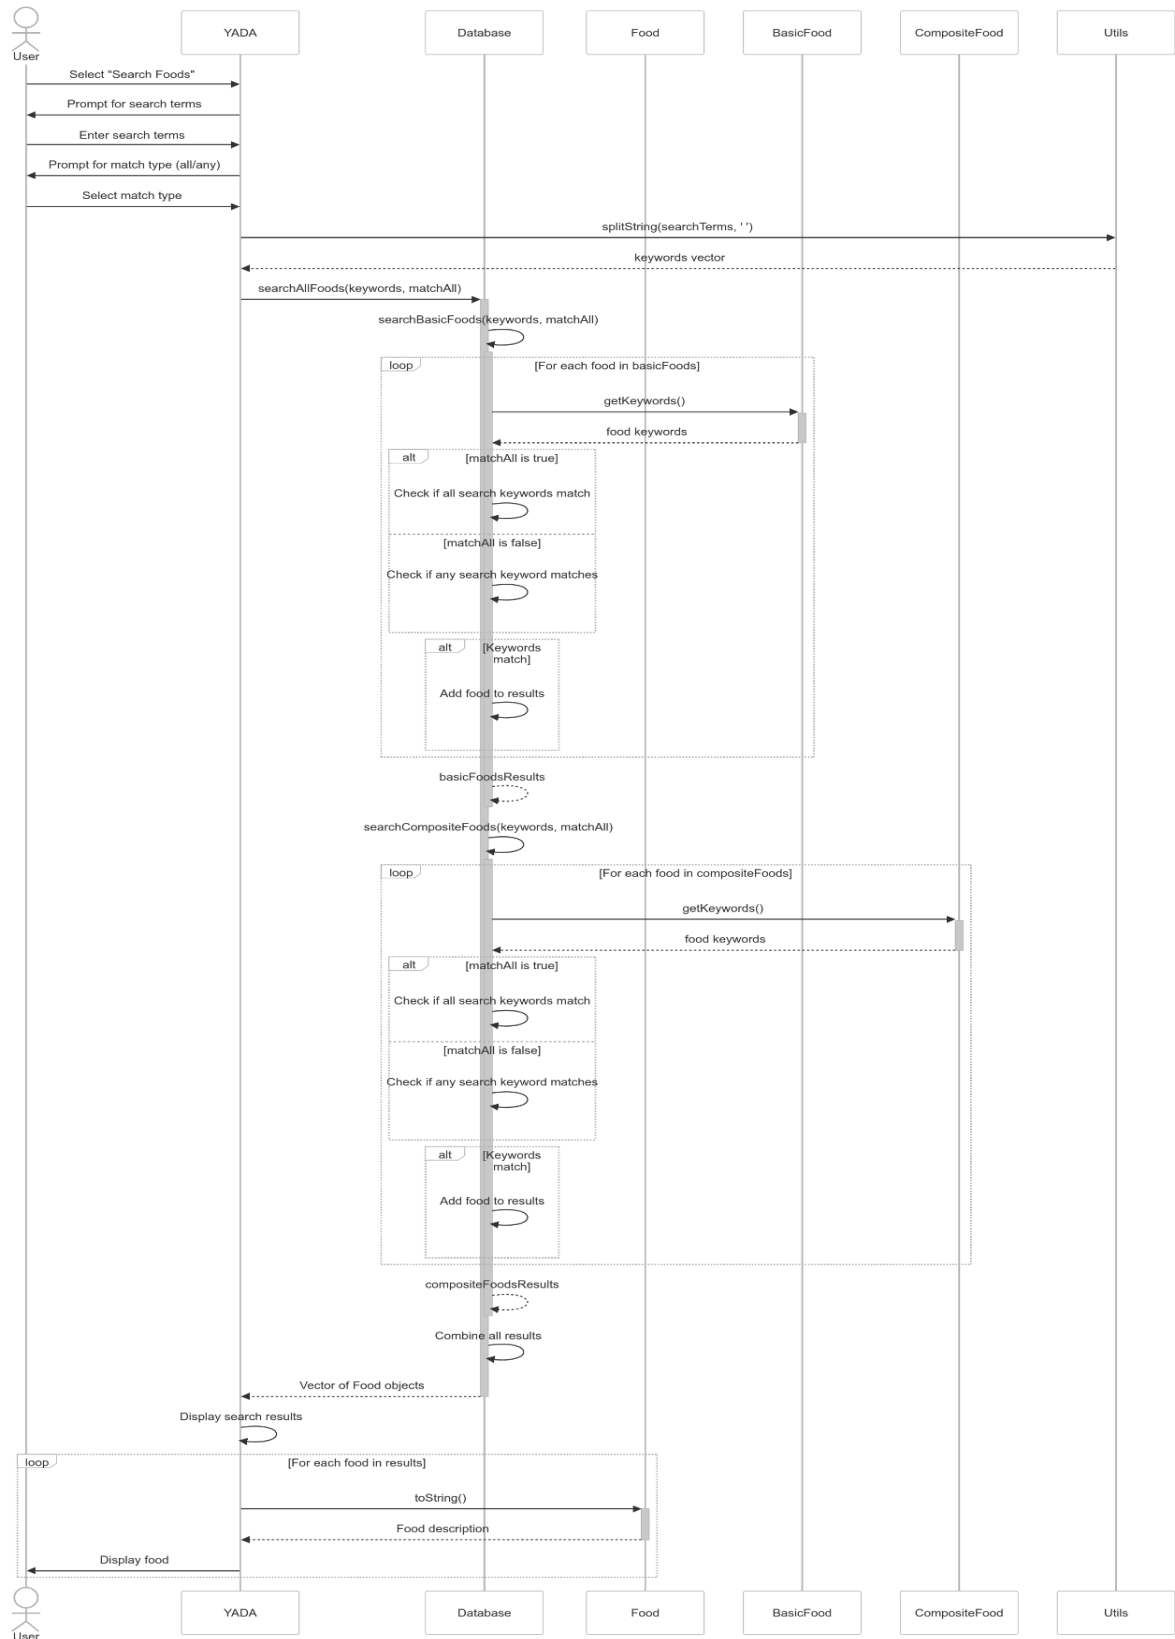 User
YADA
Database
Food
BasicFood
CompositeFood
Utils
Select "Search Foods"
Prompt for search terms
Enter search terms
Prompt for match type (all/any)
Select match type
splitString(searchTerms, ' ')
keywords vector
searchAllFoods(keywords, matchAll)
searchBasicFoods(keywords, matchAll)
loop
[For each food in basicFoods]
getKeywords()
food keywords
alt
[matchAll is true]
Check if all search keywords match
[matchAll is false]
Check if any search keyword matches
alt
[Keywords
match]
Add food to results
basicFoodsResults
searchCompositeFoods(keywords, matchAll)
loop
[For each food in compositeFoods]
getKeywords()
food keywords
alt
[matchAll is true]
Check if all search keywords match
[matchAll is false]
Check if any search keyword matches
alt
[Keywords
match]
Add food to results
compositeFoodsResults
Combine all results
Vector of Food objects
Display search results
loop
[For each food in results]
toString()
Food description
Display food
User
YADA
Database
Food
BasicFood
CompositeFood
Utils